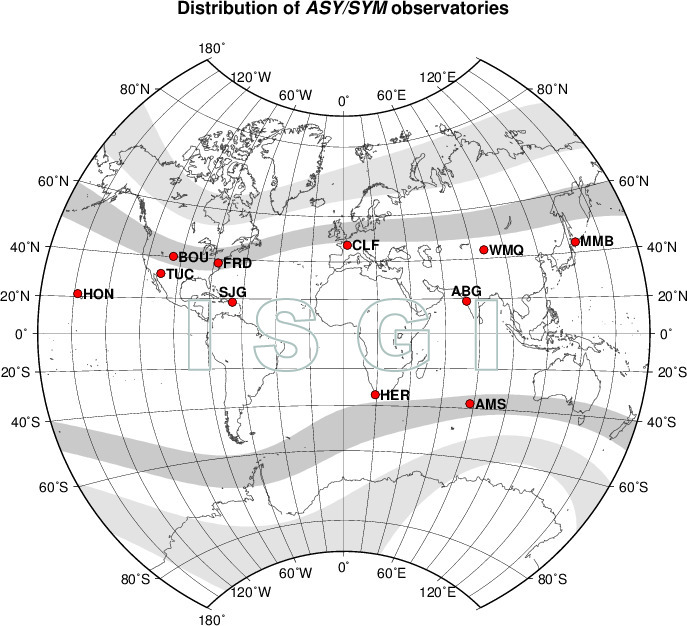 Distribution of ASY/SYM observatories
180˚
120˚W 120˚E
80˚N 60˚W 0˚ 60˚E 80˚N
60˚N 60˚N
40˚N CLF WMQ MMB 40˚N
BOU FRD
TUC
20˚N HON SJG ABG 20˚N
0˚ ISGI 0˚
20˚S 20˚S
HER AMS
40˚S 40˚S
60˚S 60˚S
80˚S 60˚W 0˚ 60˚E 80˚S
120˚W 120˚E
180˚